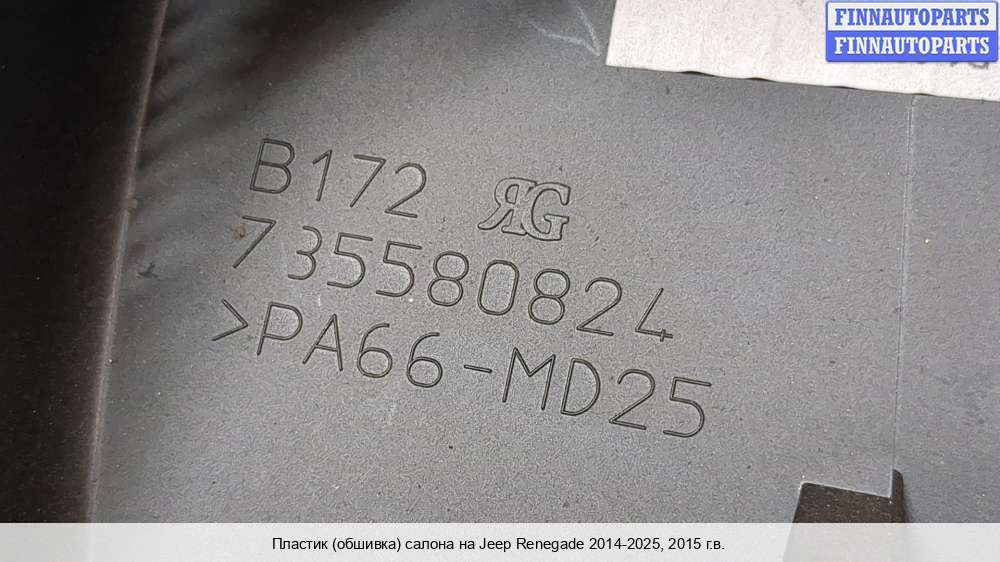 FINNAUTOPARTS
FINNAUTOPARTS
B172 RG
735580824
>PA66-MD25
Пластик (обшивка) салона на Jeep Renegade 2014-2025, 2015 г.в.